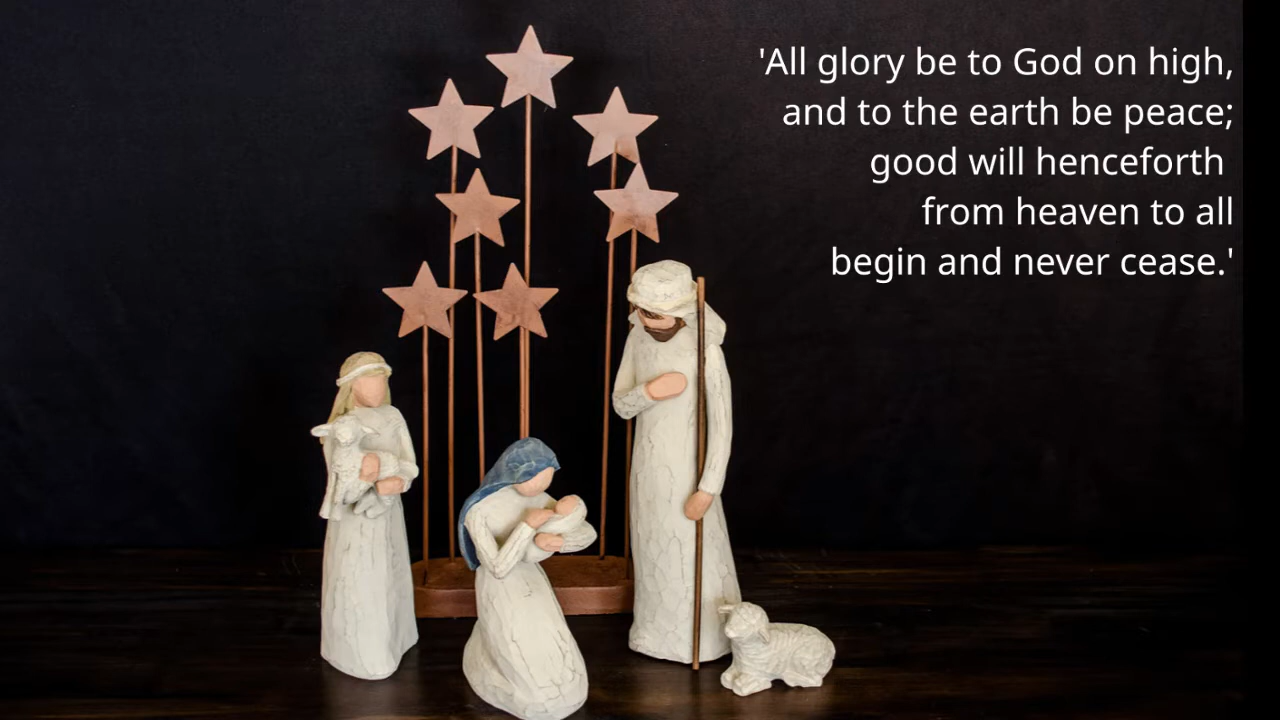 'All glory be to God on high,
and to the earth be peace;
good will henceforth
from heaven to all
begin and never cease.'